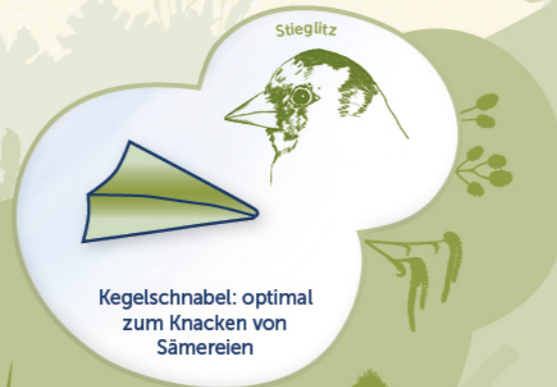 Stieglitz
Kegelschnabel: optimal
zum Knacken von
Sämereien